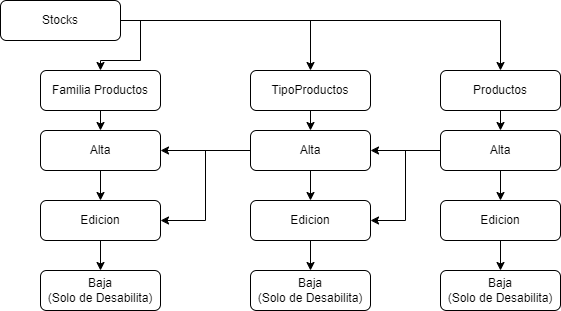 Stocks
Familia Productos
TipoProductos
Productos
Alta
Alta
Alta
Edicion
Edicion
Edicion
Baja
(Solo de Desabilita)
Baja
(Solo de Desabilita)
Baja
(Solo de Desabilita)